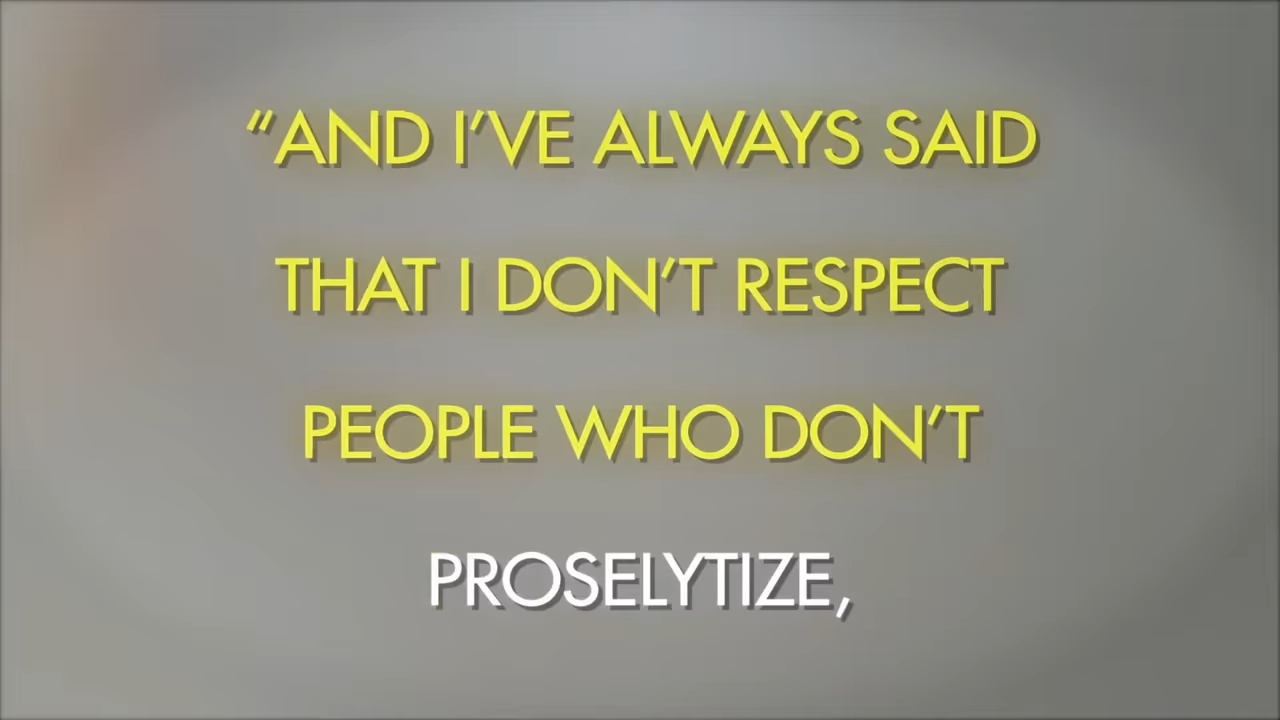 “AND I’VE ALWAYS SAID
THAT I DON’T RESPECT
PEOPLE WHO DON’T
PROSELYTIZE,